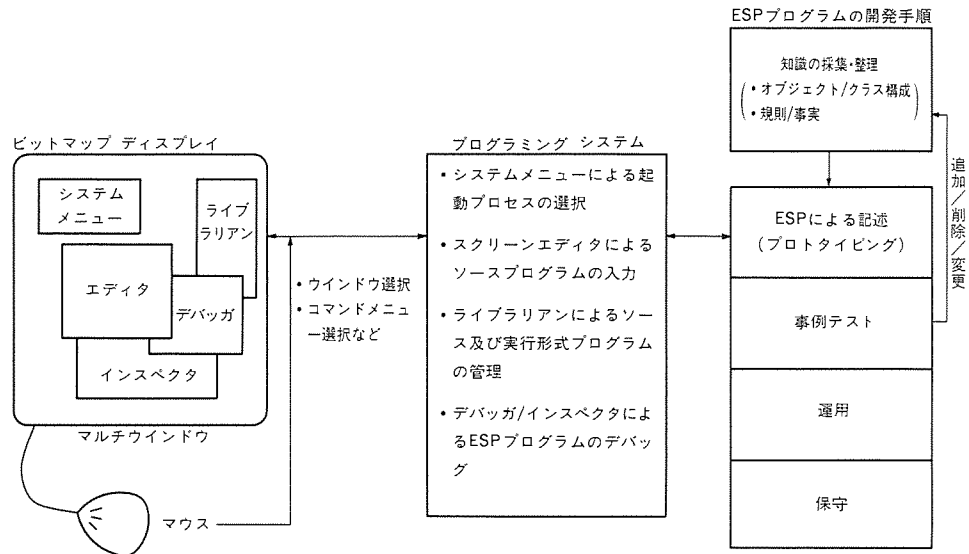 ESPプログラムの開発手順
知識の採集・整理
• オブジェクト/クラス構成
• 規則/事実
追加/削除/変更
ESPによる記述
(プロトタイピング)
事例テスト
運用
保守
ビットマップ ディスプレイ
システム
メニュー
ライブ
ラリアン
エディタ
デバッガ
インスペクタ
マルチウインドウ
マウス
• ウインドウ選択
• コマンドメニュ
ー選択など
プログラミング システム
• システムメニューによる起
動プロセスの選択
• スクリーンエディタによる
ソースプログラムの入力
• ライブラリアンによるソー
ス及び実行形式プログラム
の管理
• デバッガ/インスペクタによ
るESPプログラムのデバッ
グ